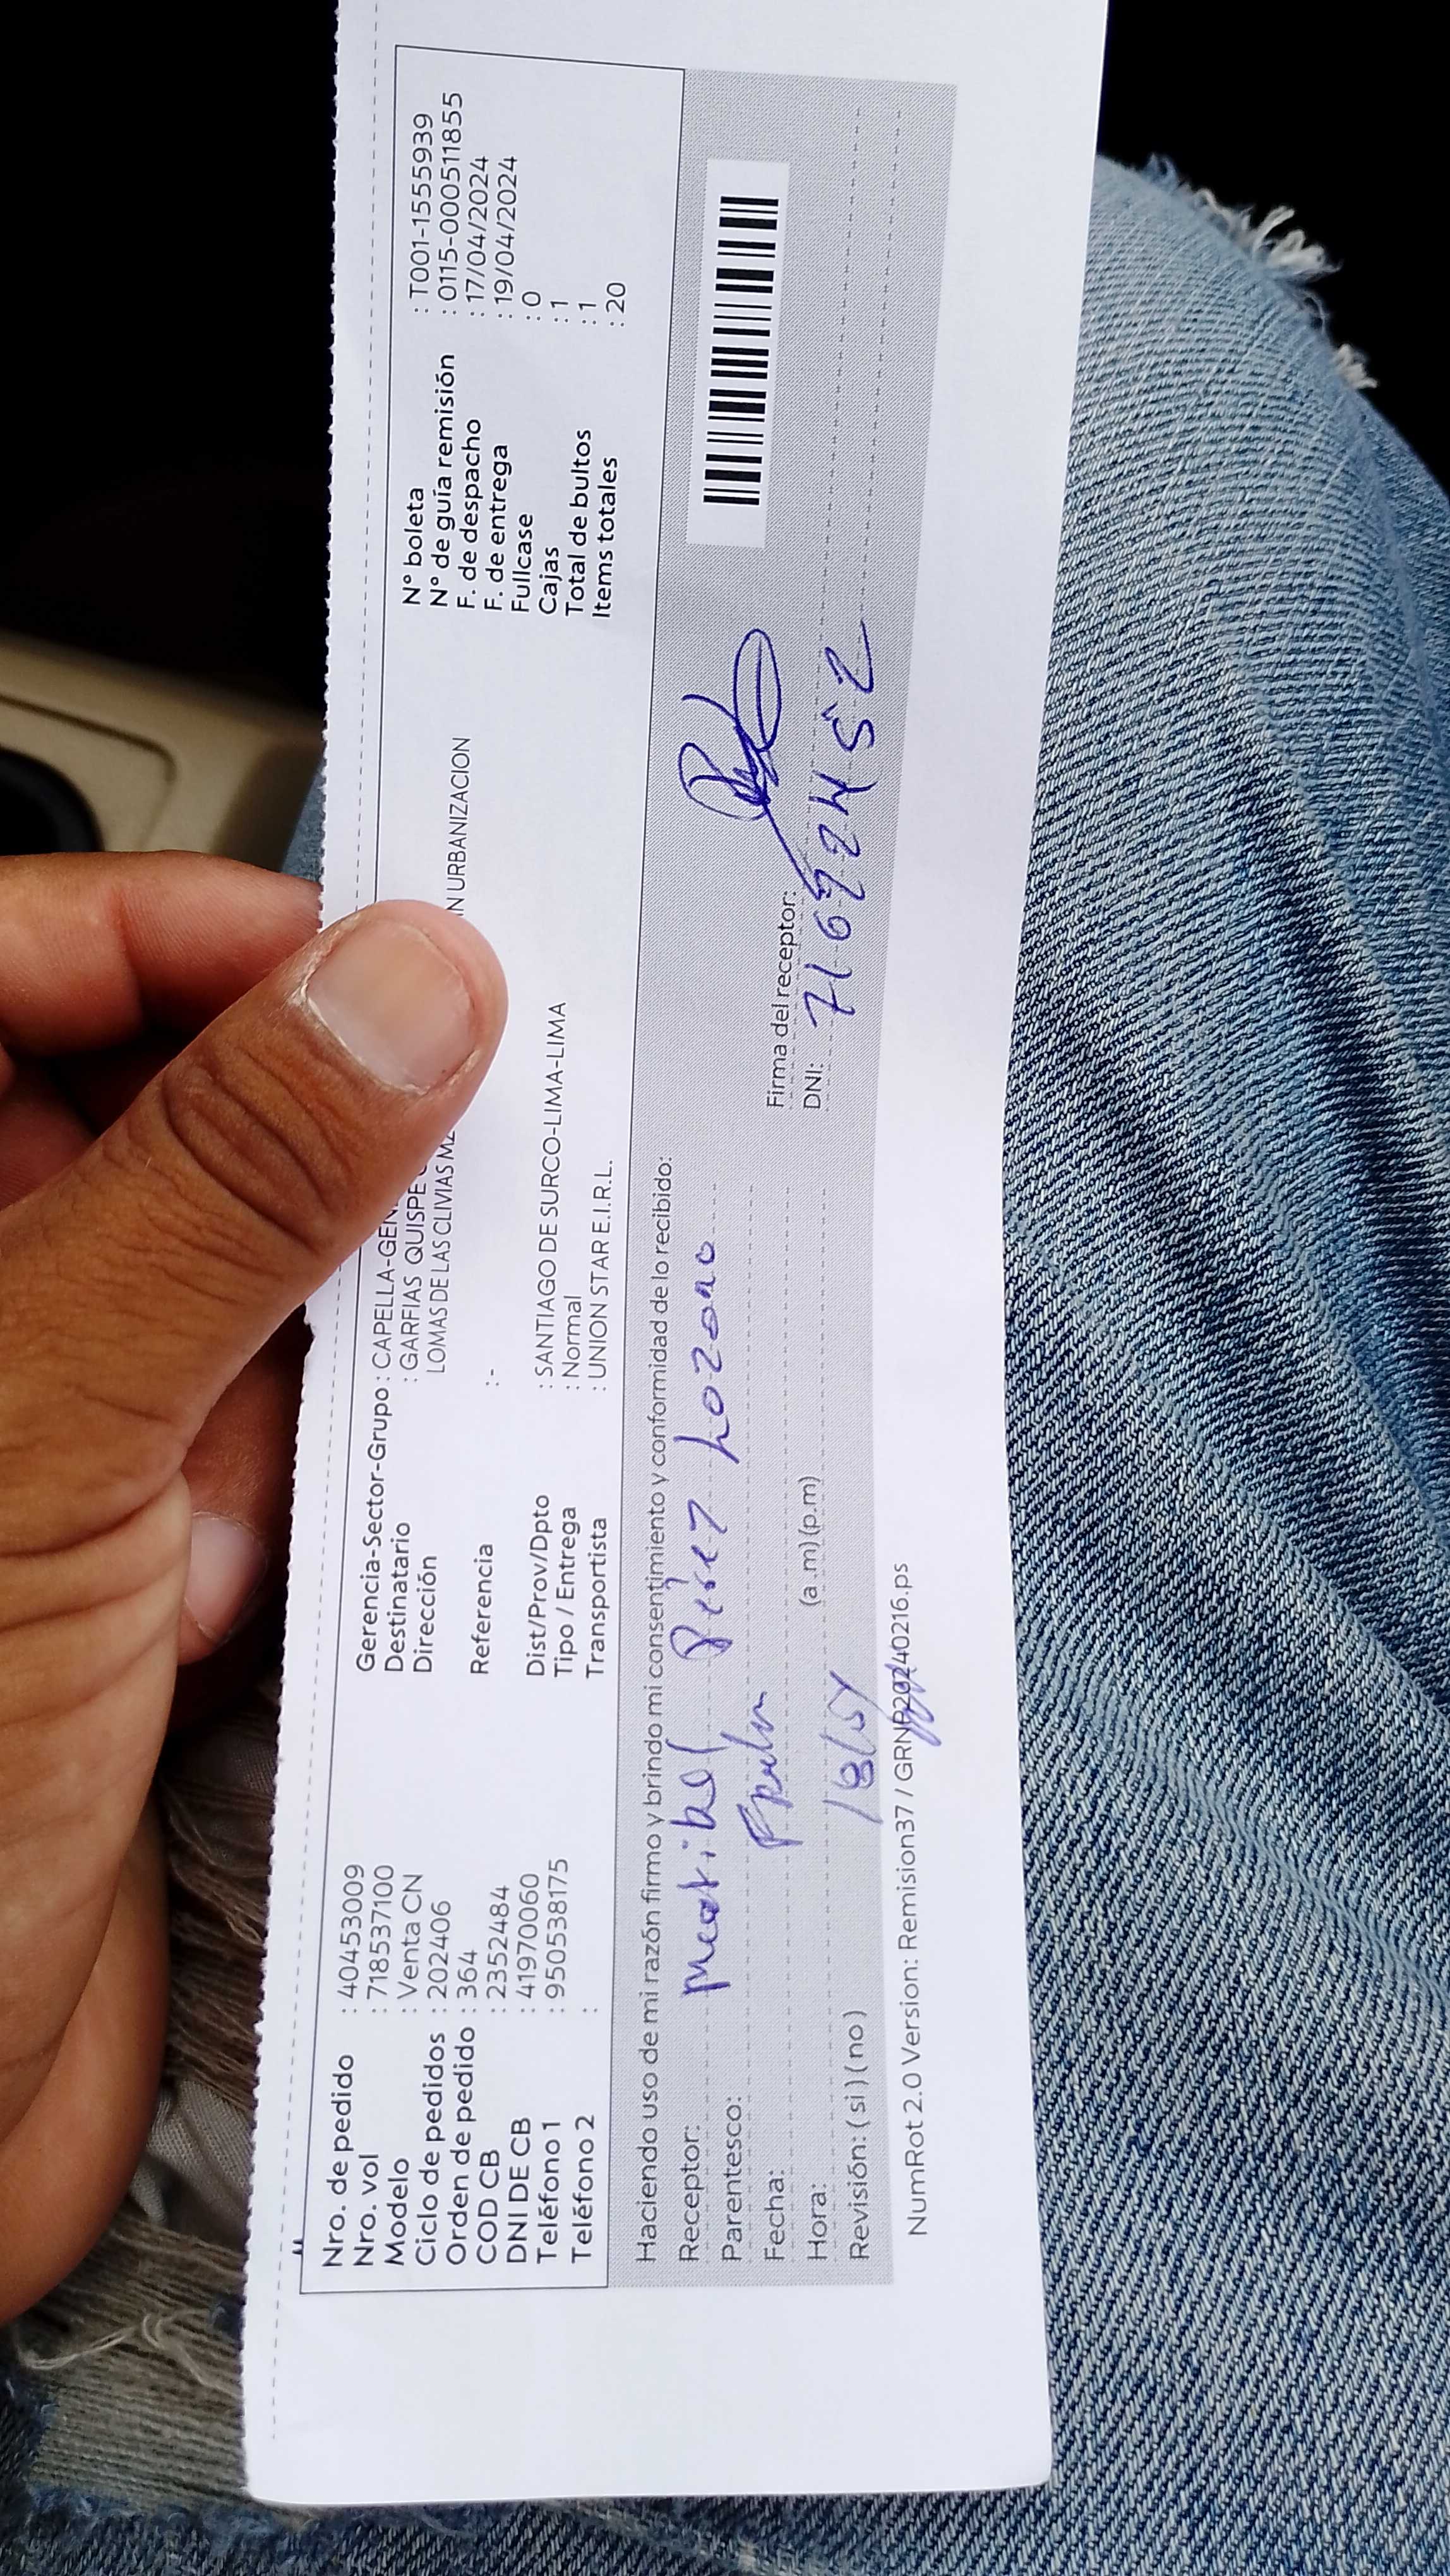 Nro. de pedido : 40453009
Nro. vol : 718537100
Modelo : Venta CN
Ciclo de pedidos : 202406
Orden de pedido : 364
COD CB : 2352484
DNI DE CB : 41970060
Teléfono 1 : 950538175
Teléfono 2 :
Gerencia-Sector-Grupo : CAPELLA-GEN
Destinatario : GARFIAS QUISPE
Dirección LOMAS DE LAS CLIVIAS MZ
N URBANIZACION
Referencia : -
Dist/Prov/Dpto : SANTIAGO DE SURCO-LIMA-LIMA
Tipo / Entrega : Normal
Transportista : UNION STAR E.I.R.L.
N° boleta : T001-1555939
N° de guía remisión : 0115-000511855
F. de despacho : 17/04/2024
F. de entrega : 19/04/2024
Fullcase : 0
Cajas : 1
Total de bultos : 1
Items totales : 20
Haciendo uso de mi razón firmo y brindo mi consentimiento y conformidad de lo recibido:
Receptor: Maribel Pérez Lozano
Parentesco:
Fecha:
Firma del receptor:
Hora: (a.m) (p.m)
DNI: 71692452
Revisión: ( si ) ( no )
NumRot 2.0 Version: Remision37 / GRNP20240216.ps